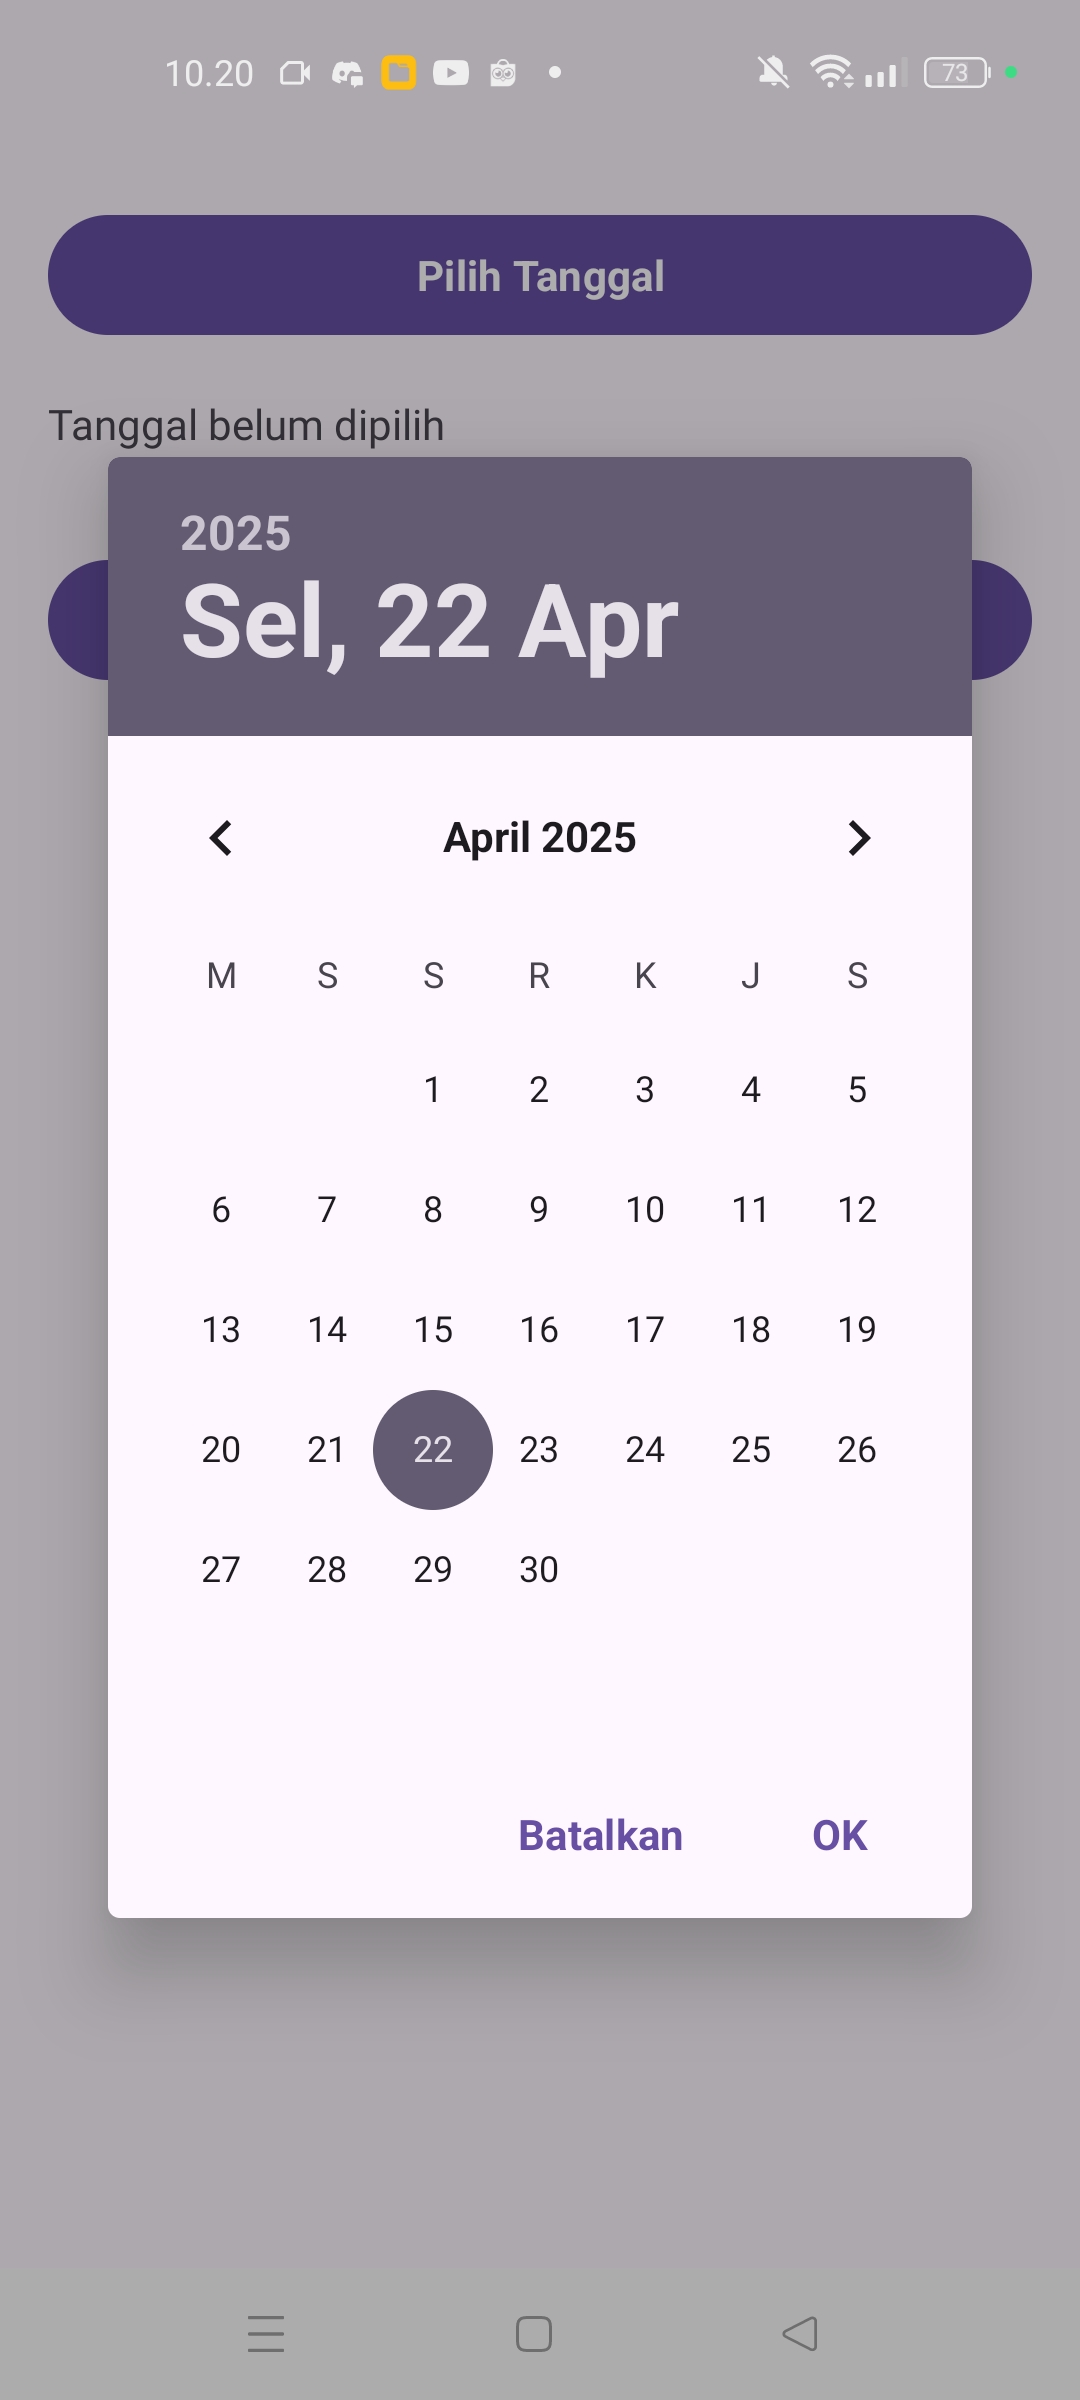 10.20
73
Pilih Tanggal
Tanggal belum dipilih
2025
Sel, 22 Apr
April 2025
M S S R K J S
1 2 3 4 5
6 7 8 9 10 11 12
13 14 15 16 17 18 19
20 21 22 23 24 25 26
27 28 29 30
Batalkan OK